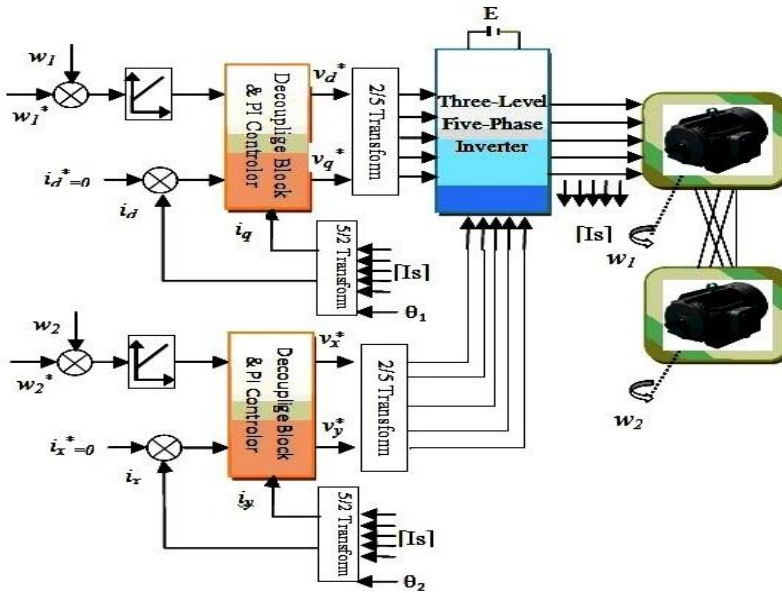 E
w1
w1*
Decouplige Block
& PI Controlor
vd*
vq*
2/5 Transform
Three-Level
Five-Phase
Inverter
id*=0
id
iq
5/2 Transform
⌈Is⌉
θ1
⌈Is⌉
w1
w2
w2*
Decouplige Block
& PI Controlor
vx*
vy*
2/5 Transform
w2
ix*=0
ix
iy
5/2 Transform
⌈Is⌉
θ2